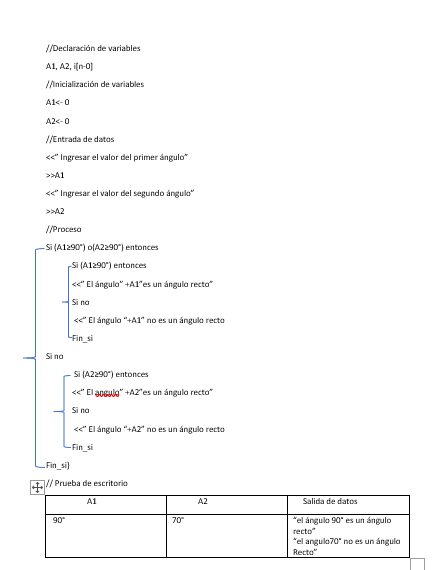 //Declaración de variables
A1, A2, i[n-0]
//Inicialización de variables
A1<- 0
A2<- 0
//Entrada de datos
<<” Ingresar el valor del primer ángulo”
>>A1
<<” Ingresar el valor del segundo ángulo”
>>A2
//Proceso
Si (A1≥90°) o(A2≥90°) entonces
Si (A1≥90°) entonces
<<” El ángulo” +A1”es un ángulo recto”
Si no
<<” El ángulo “+A1” no es un ángulo recto
Fin_si
Si no
Si (A2≥90°) entonces
<<” El angulo” +A2”es un ángulo recto”
Si no
<<” El ángulo “+A2” no es un ángulo recto
Fin_si
Fin_si}
// Prueba de escritorio
A1 A2 Salida de datos
90° 70° “el ángulo 90° es un ángulo
recto”
“el angulo70° no es un ángulo
Recto”